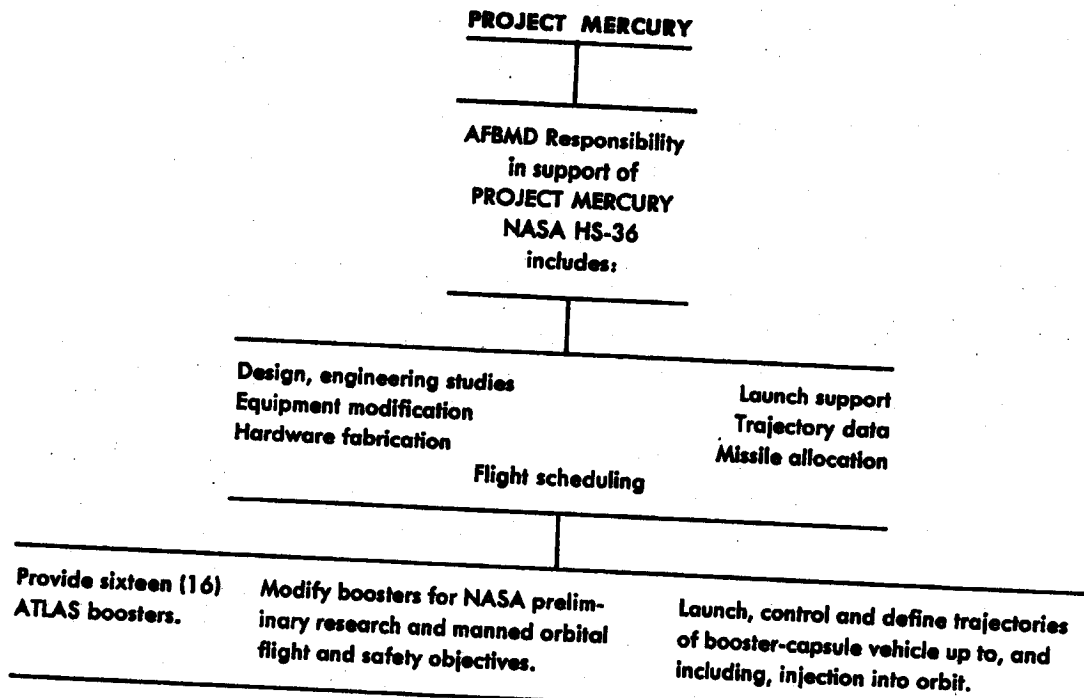 PROJECT MERCURY
AFBMD Responsibility
in support of
PROJECT MERCURY
NASA HS-36
includes:
Design, engineering studies
Equipment modification
Hardware fabrication
Launch support
Trajectory data
Missile allocation
Flight scheduling
Provide sixteen (16)
ATLAS boosters.
Modify boosters for NASA prelim-
inary research and manned orbital
flight and safety objectives.
Launch, control and define trajectories
of booster-capsule vehicle up to, and
including, injection into orbit.